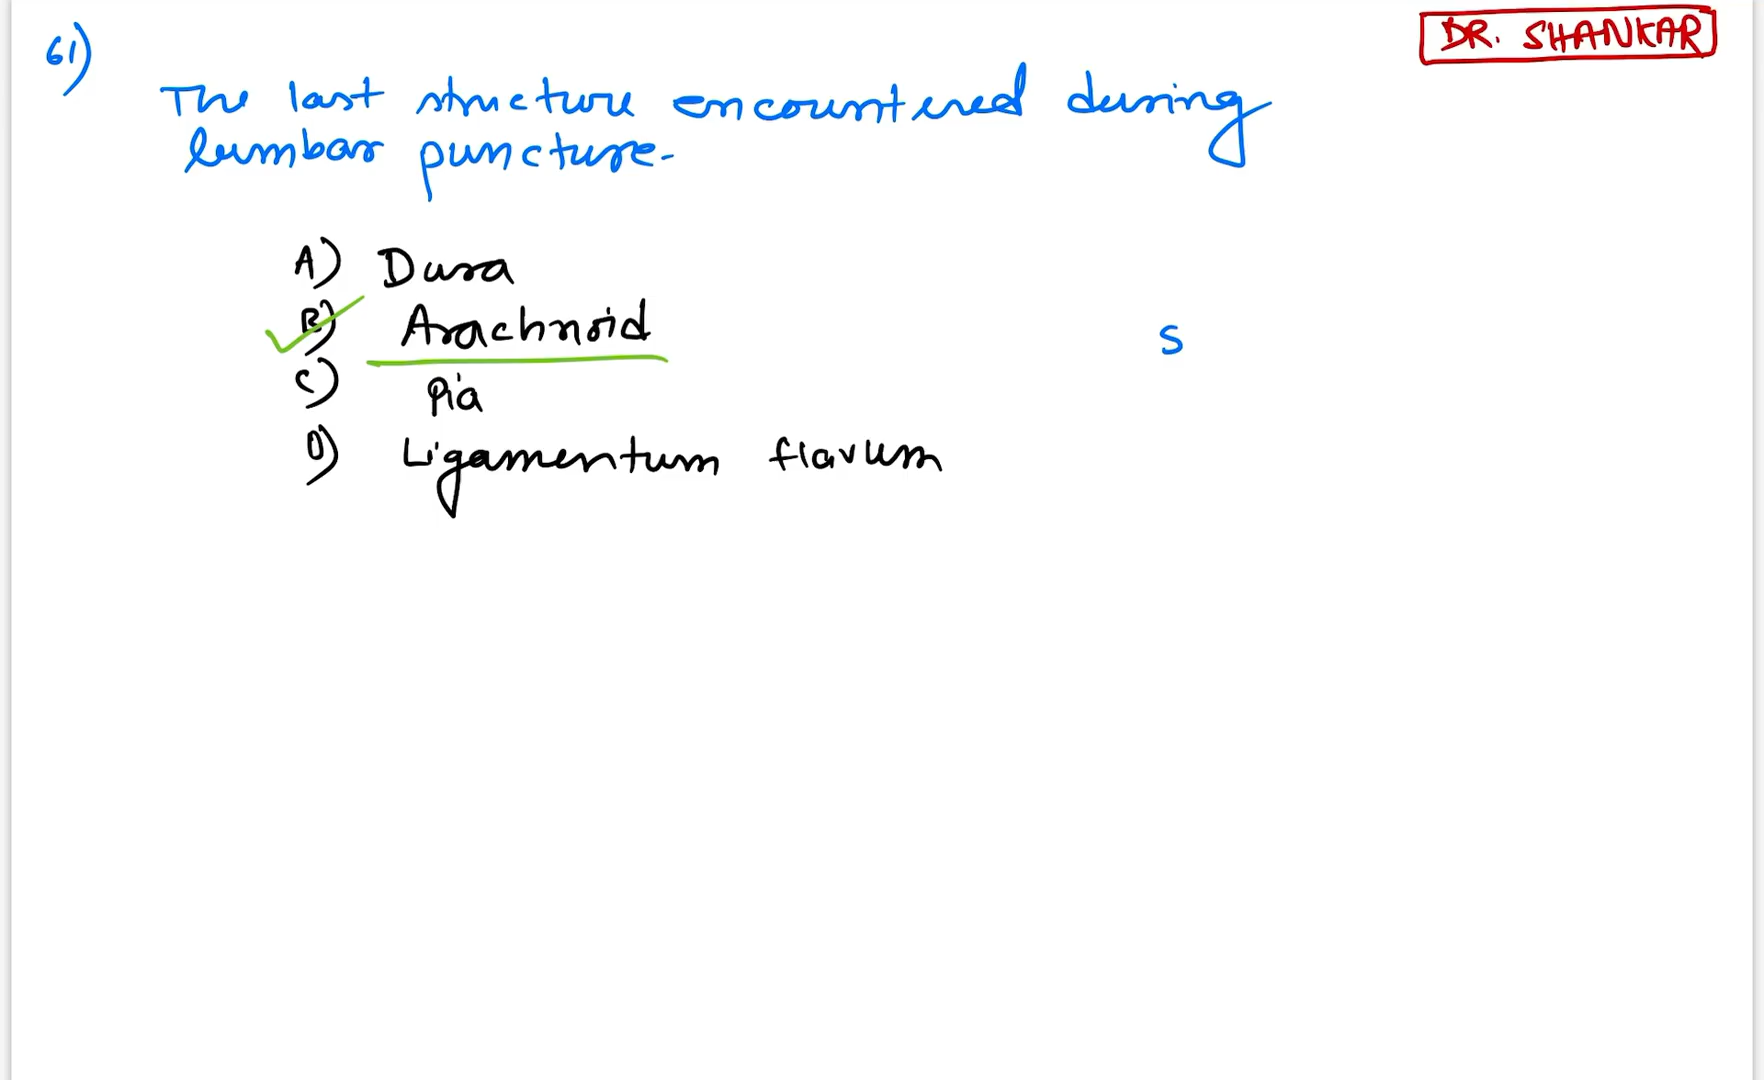 61)
DR. SHANKAR
The last structure encountered during
lumbar puncture-
A) Dura
B) Arachnoid
S
C) Pia
D) Ligamentum flavum